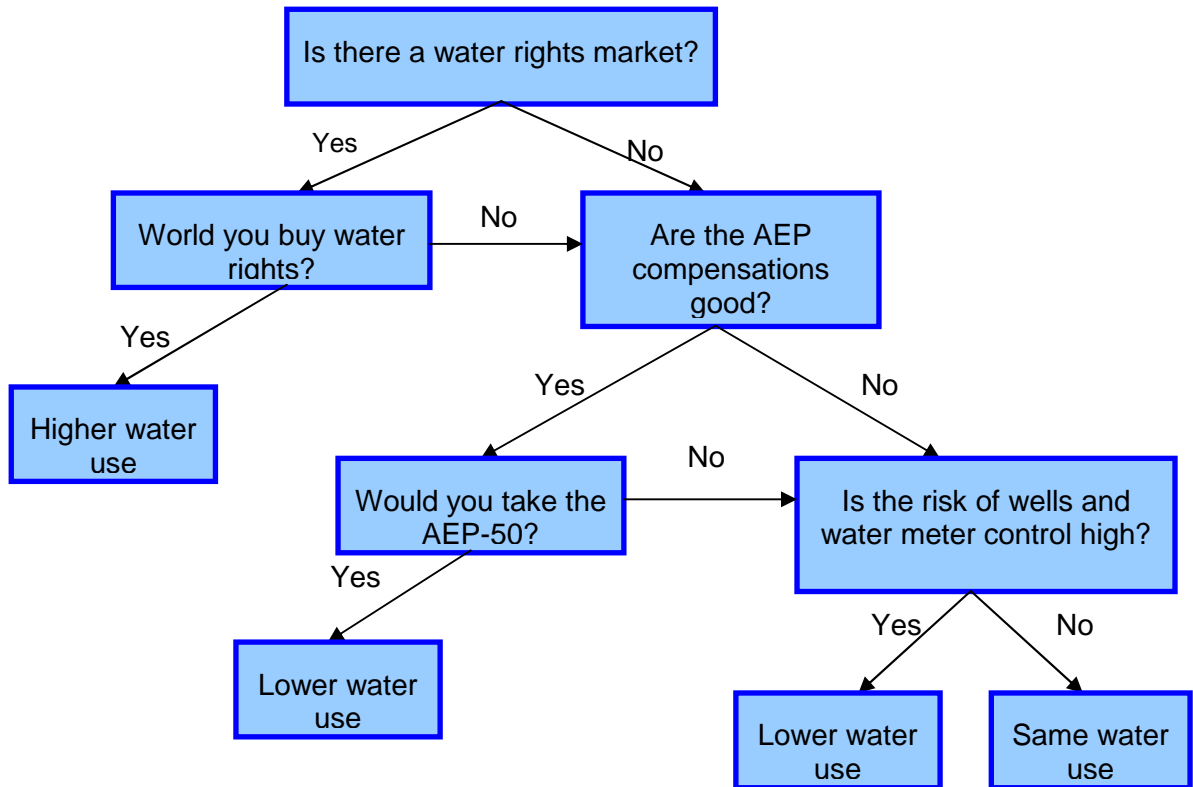 Is there a water rights market?
Yes
No
World you buy water
rights?
No
Are the AEP
compensations
good?
Yes
Higher water
use
Yes
No
Would you take the
AEP-50?
No
Is the risk of wells and
water meter control high?
Yes
Lower water
use
Yes
No
Lower water
use
Same water
use